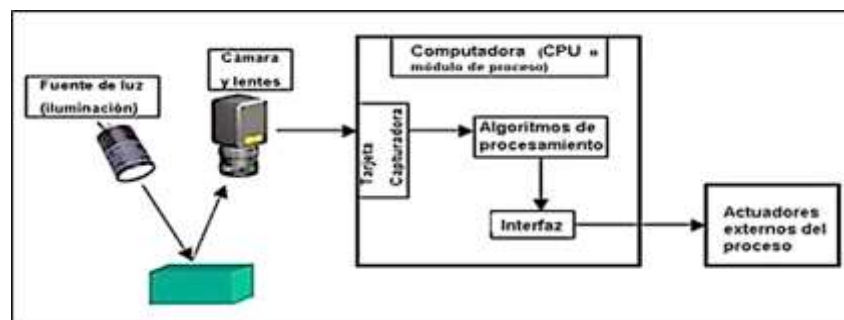 Fuente de luz
(iluminación)
Cámara
y lentes
Computadora (CPU o
módulo de proceso)
Tarjeta
Capturadora
Algoritmos de
procesamiento
Interfaz
Actuadores
externos del
proceso